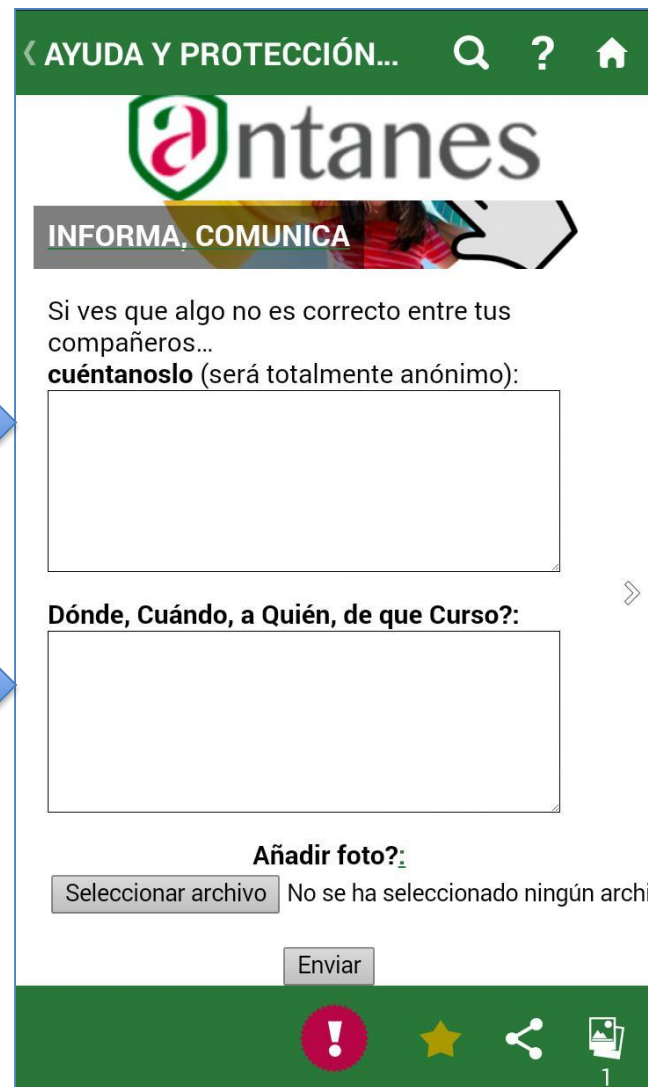 AYUDA Y PROTECCIÓN...
?
antanes
INFORMA, COMUNICA
Si ves que algo no es correcto entre tus
compañeros…
cuéntanoslo (será totalmente anónimo):
Dónde, Cuándo, a Quién, de que Curso?:
Añadir foto?:
Seleccionar archivo No se ha seleccionado ningún archi
Enviar
!
1